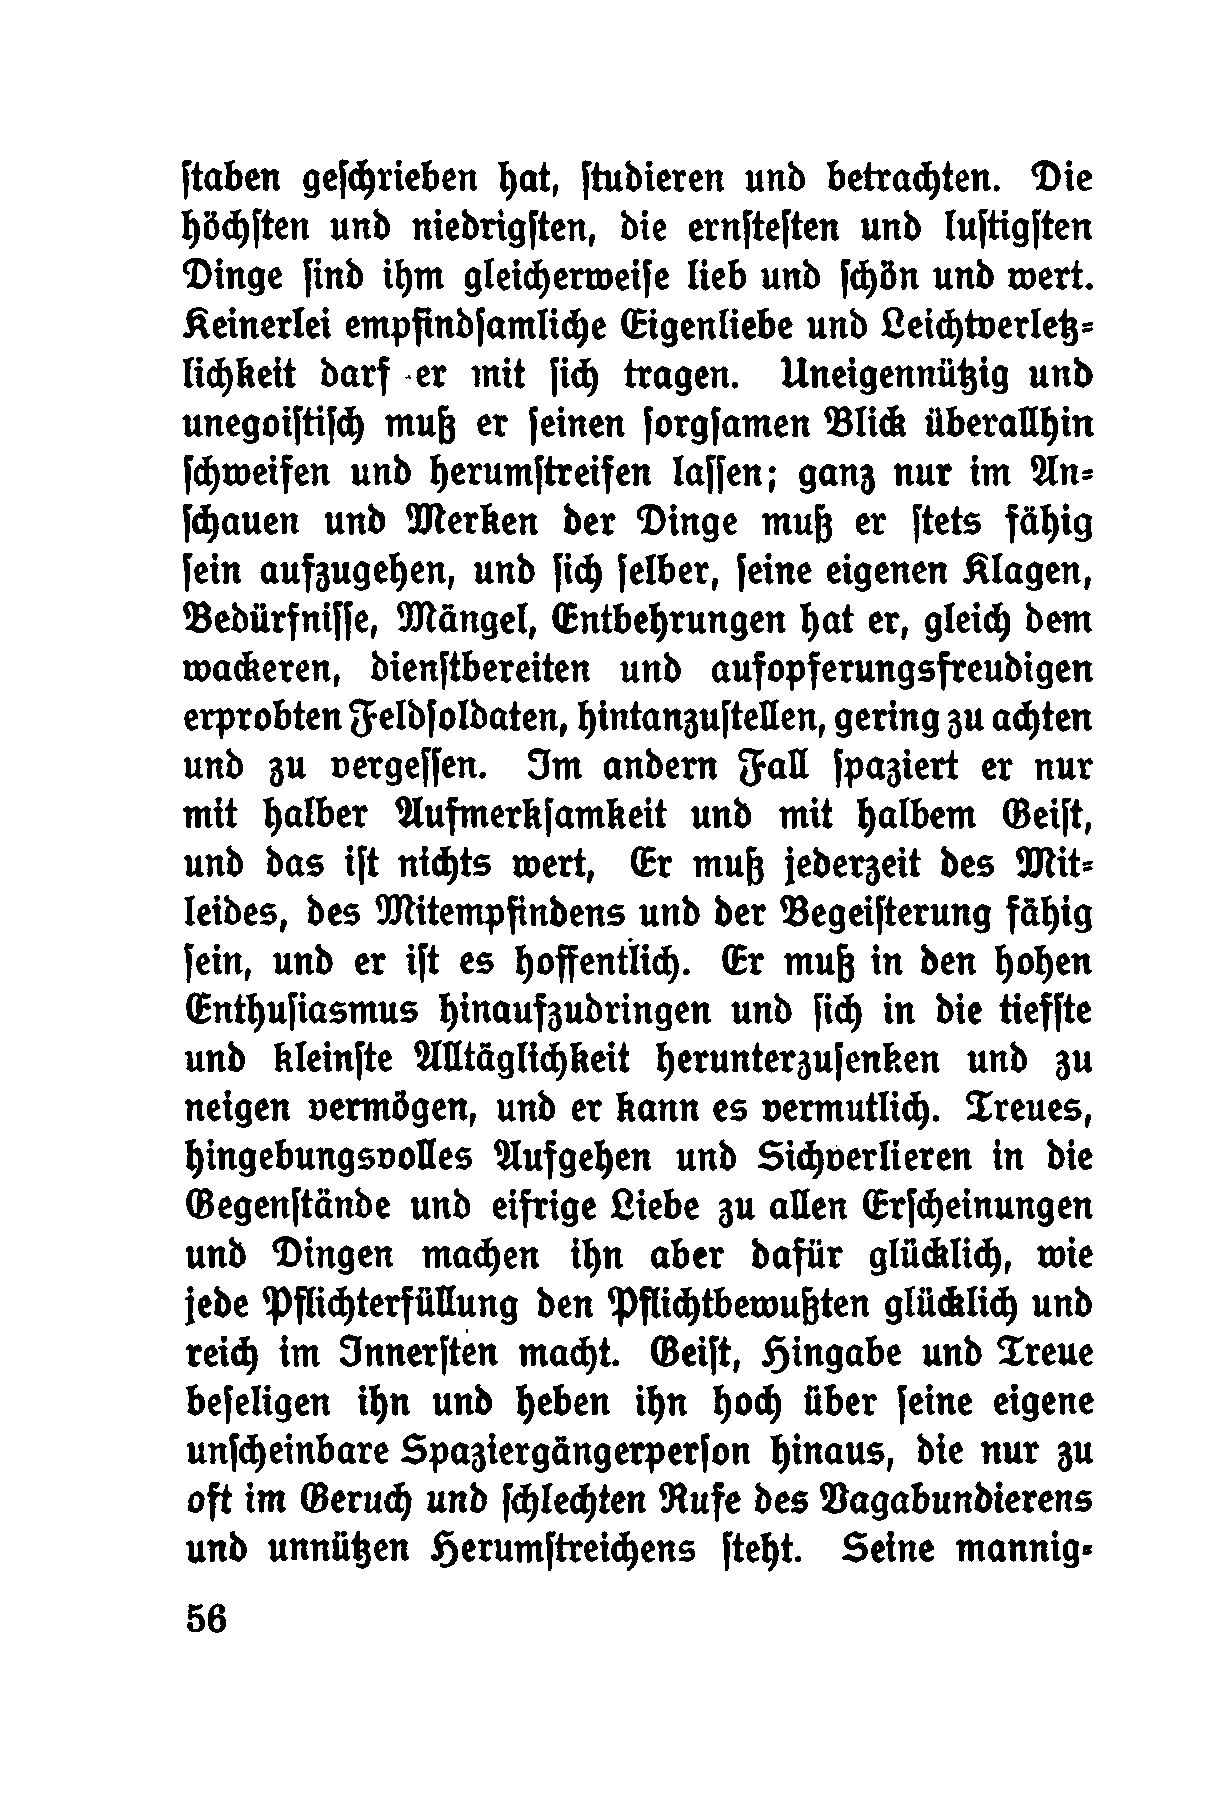 ſtaben geſchrieben hat, ſtudieren und betrachten. Die
höchſten und niedrigſten, die ernſteſten und luſtigſten
Dinge ſind ihm gleicherweiſe lieb und ſchön und wert.
Keinerlei empfindſamliche Eigenliebe und Leichtverletz=
lichkeit darf er mit ſich tragen. Uneigennützig und
unegoiſtiſch muß er ſeinen ſorgſamen Blick überallhin
ſchweifen und herumſtreifen laſſen; ganz nur im An=
ſchauen und Merken der Dinge muß er ſtets fähig
ſein aufzugehen, und ſich ſelber, ſeine eigenen Klagen,
Bedürfniſſe, Mängel, Entbehrungen hat er, gleich dem
wackeren, dienſtbereiten und aufopferungsfreudigen
erprobten Feldſoldaten, hintanzuſtellen, gering zu achten
und zu vergeſſen. Im andern Fall ſpaziert er nur
mit halber Aufmerkſamkeit und mit halbem Geiſt,
und das iſt nichts wert, Er muß jederzeit des Mit=
leides, des Mitempfindens und der Begeiſterung fähig
ſein, und er iſt es hoffentlich. Er muß in den hohen
Enthuſiasmus hinaufzudringen und ſich in die tiefſte
und kleinſte Alltäglichkeit herunterzuſenken und zu
neigen vermögen, und er kann es vermutlich. Treues,
hingebungsvolles Aufgehen und Sichverlieren in die
Gegenſtände und eifrige Liebe zu allen Erſcheinungen
und Dingen machen ihn aber dafür glücklich, wie
jede Pflichterfüllung den Pflichtbewußten glücklich und
reich im Innerſten macht. Geiſt, Hingabe und Treue
beſeligen ihn und heben ihn hoch über ſeine eigene
unſcheinbare Spaziergängerperſon hinaus, die nur zu
oft im Geruch und ſchlechten Rufe des Vagabundierens
und unnützen Herumſtreichens ſteht. Seine mannig=
56